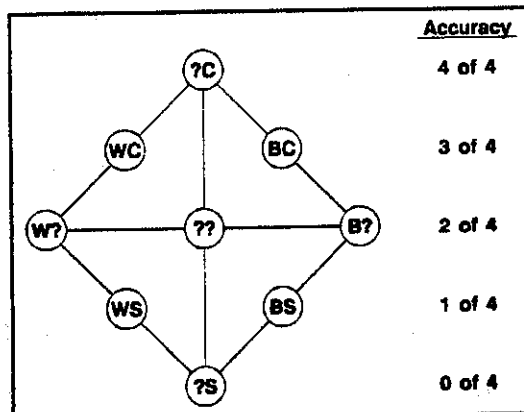 Accuracy
?C 4 of 4
WC BC 3 of 4
W? ?? B? 2 of 4
WS BS 1 of 4
?S 0 of 4